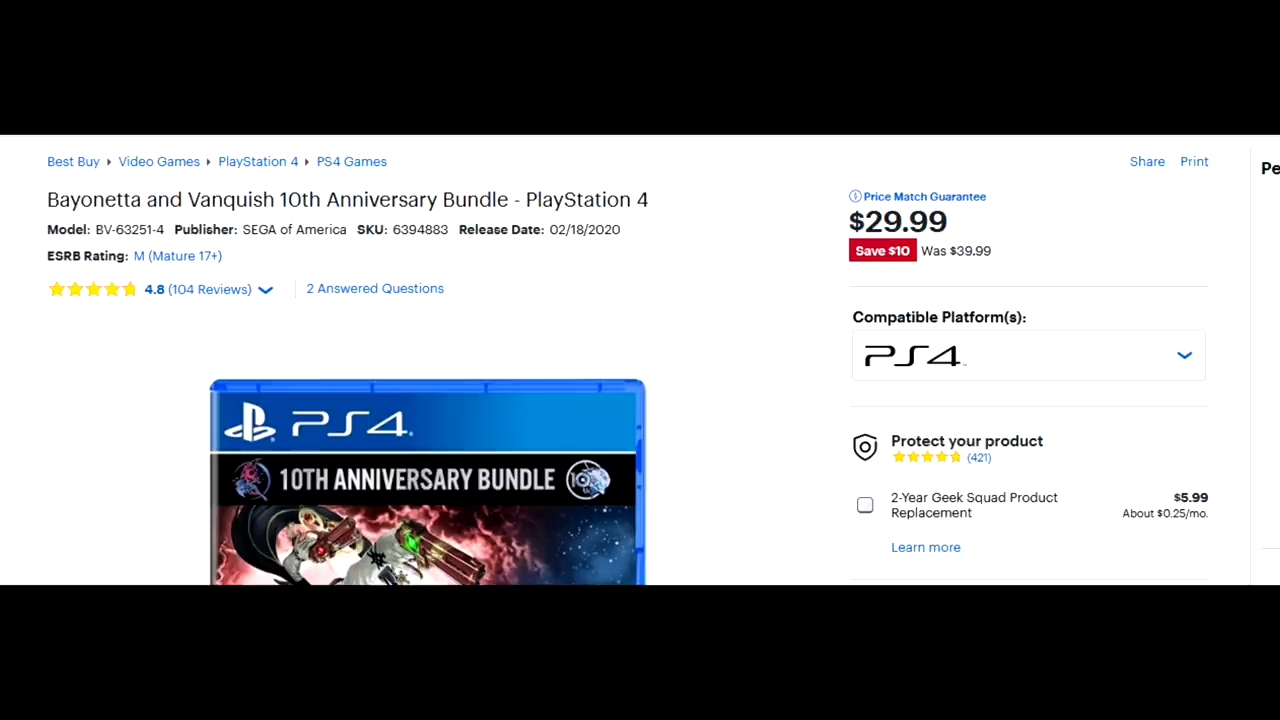 Best Buy Video Games PlayStation 4 PS4 Games
Share Print
Pe
Bayonetta and Vanquish 10th Anniversary Bundle - PlayStation 4
Model: BV-63251-4 Publisher: SEGA of America SKU: 6394883 Release Date: 02/18/2020
ESRB Rating: M (Mature 17+)
4.8 (104 Reviews)
2 Answered Questions
Price Match Guarantee
$29.99
Save $10 Was $39.99
Compatible Platform(s):
PS4
Protect your product
(421)
2-Year Geek Squad Product
Replacement
$5.99
About $0.25/mo.
Learn more
PS4
10TH ANNIVERSARY BUNDLE